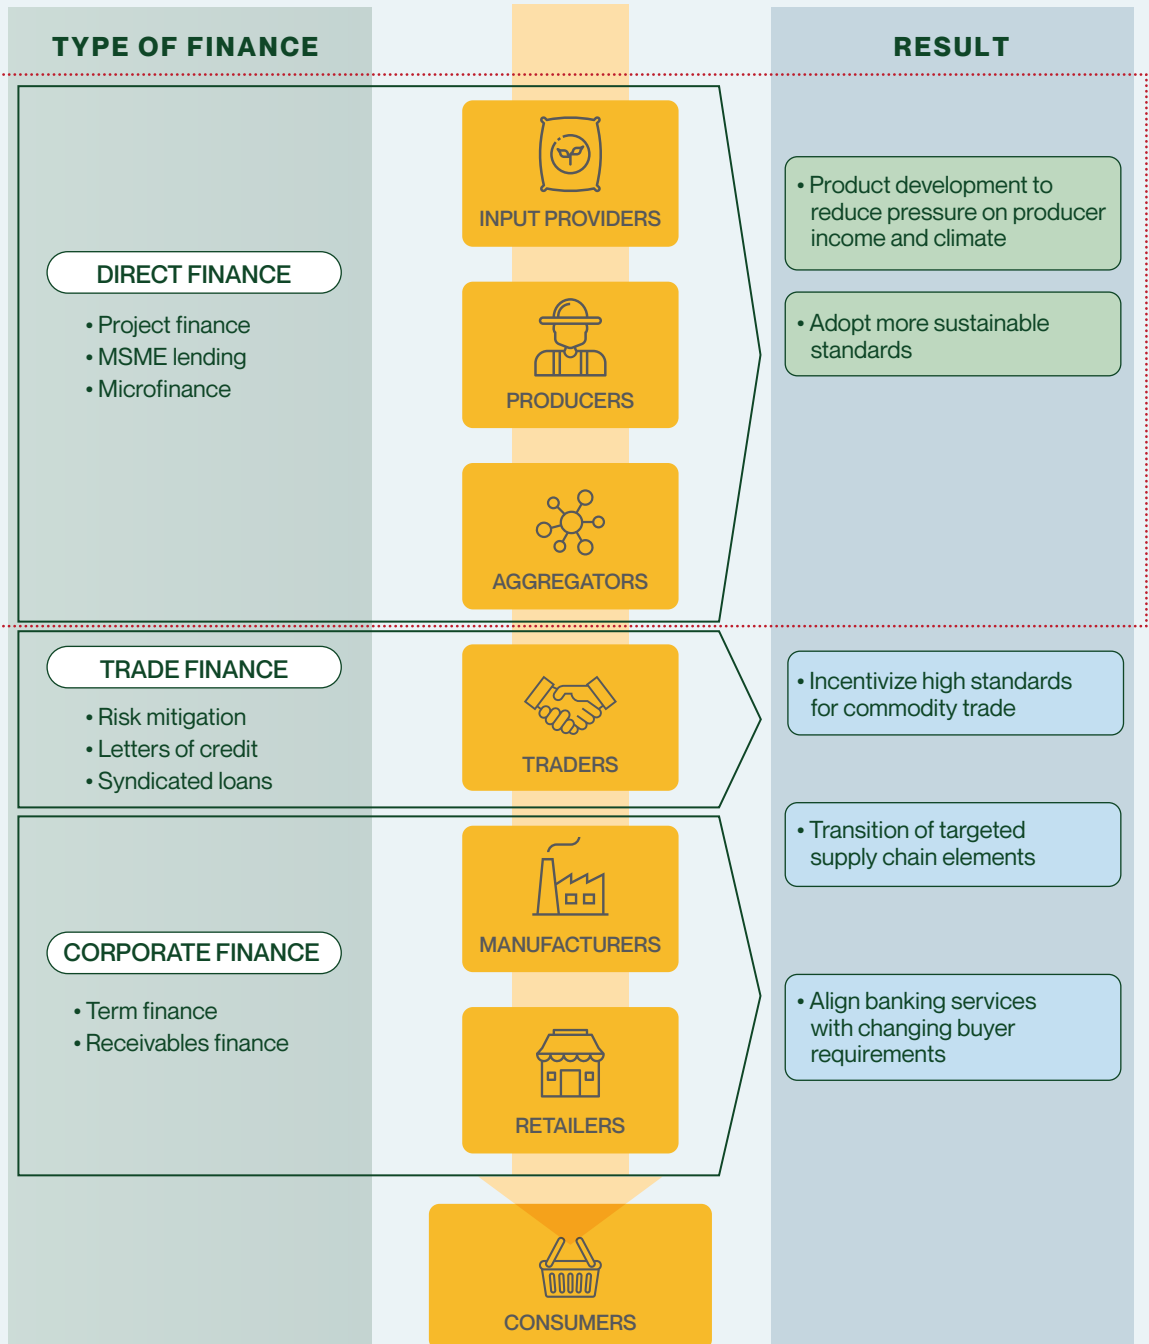 TYPE OF FINANCE
RESULT
DIRECT FINANCE
• Project finance
• MSME lending
• Microfinance
INPUT PROVIDERS
PRODUCERS
AGGREGATORS
• Product development to
reduce pressure on producer
income and climate
• Adopt more sustainable
standards
TRADE FINANCE
• Risk mitigation
• Letters of credit
• Syndicated loans
TRADERS
• Incentivize high standards
for commodity trade
CORPORATE FINANCE
• Term finance
• Receivables finance
MANUFACTURERS
RETAILERS
• Transition of targeted
supply chain elements
• Align banking services
with changing buyer
requirements
CONSUMERS